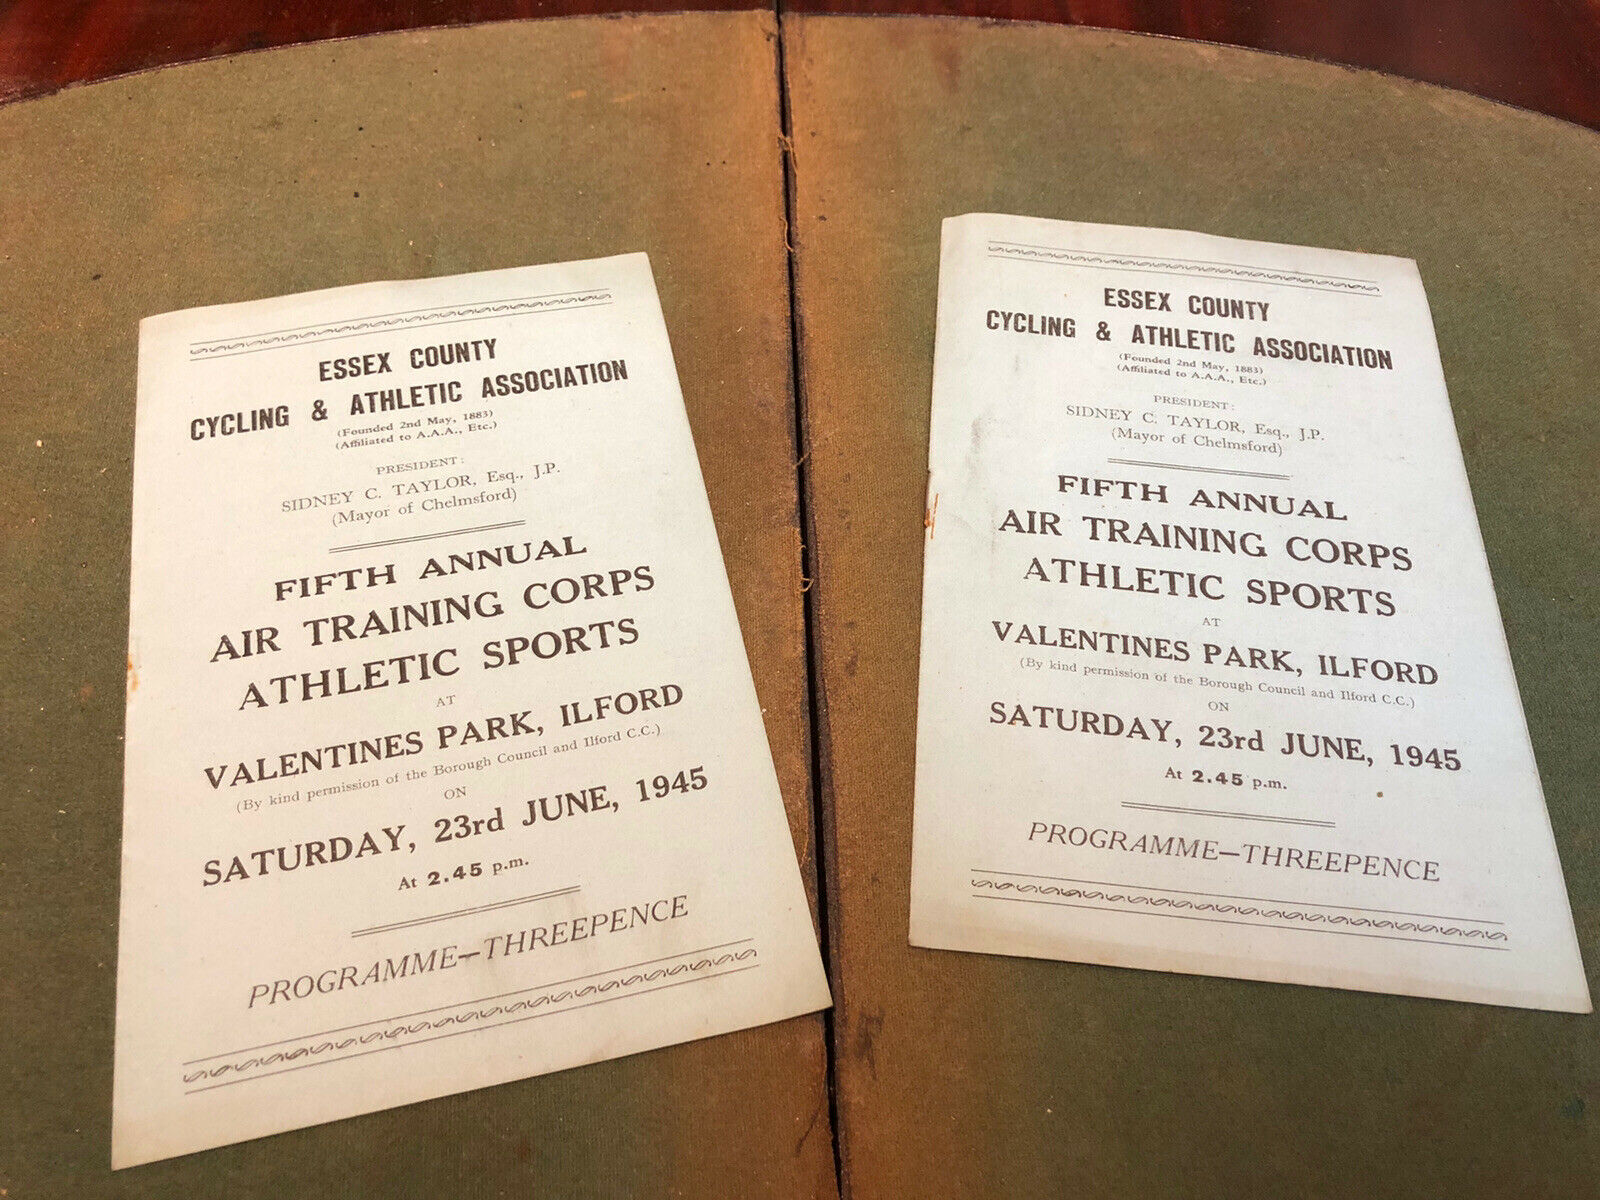 ESSEX COUNTY
CYCLING & ATHLETIC ASSOCIATION
(Founded 2nd May, 1883)
(Affiliated to A.A.A., Etc.)
PRESIDENT:
SIDNEY C. TAYLOR, Esq., J.P.
(Mayor of Chelmsford)
FIFTH ANNUAL
AIR TRAINING CORPS
ATHLETIC SPORTS
AT
VALENTINES PARK, ILFORD
(By kind permission of the Borough Council and Ilford C.C.)
ON
SATURDAY, 23rd JUNE, 1945
At 2.45 p.m.
PROGRAMME—THREEPENCE
ESSEX COUNTY
CYCLING & ATHLETIC ASSOCIATION
(Founded 2nd May, 1883)
(Affiliated to A.A.A., Etc.)
PRESIDENT:
SIDNEY C. TAYLOR, Esq., J.P.
(Mayor of Chelmsford)
FIFTH ANNUAL
AIR TRAINING CORPS
ATHLETIC SPORTS
AT
VALENTINES PARK, ILFORD
(By kind permission of the Borough Council and Ilford C.C.)
ON
SATURDAY, 23rd JUNE, 1945
At 2.45 p.m.
PROGRAMME—THREEPENCE